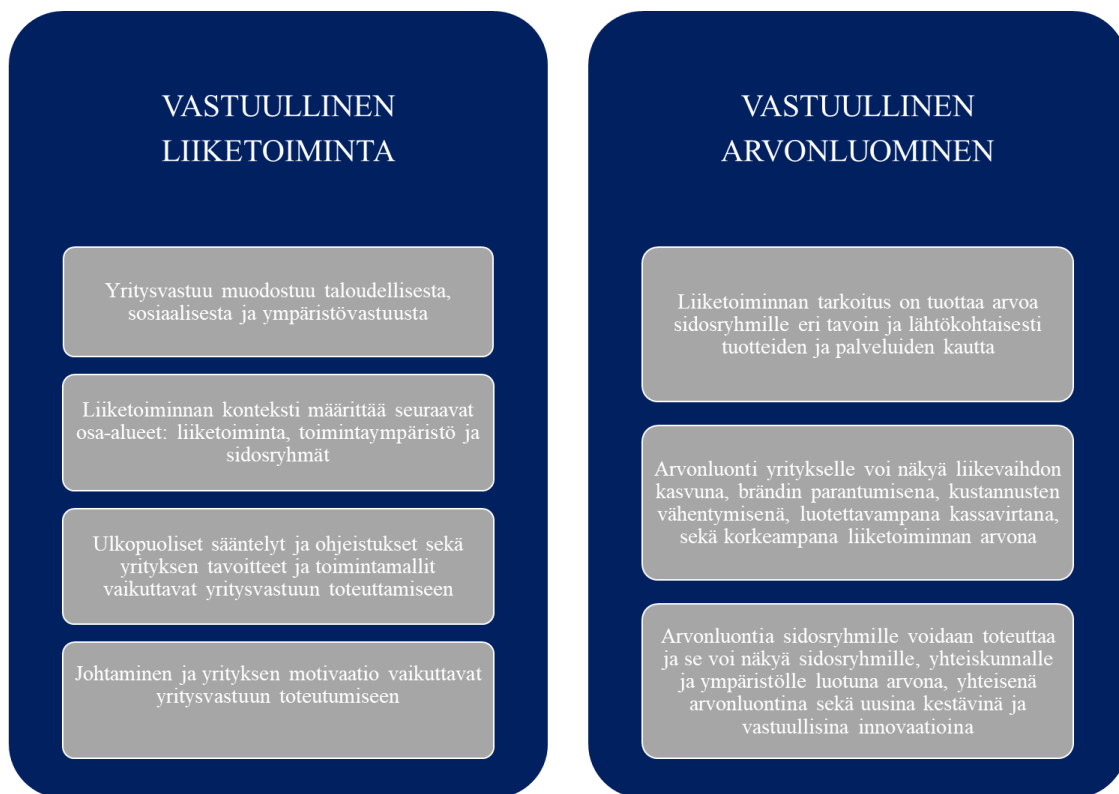 VASTUULLINEN
LIIKETOIMINTA
Yritysvastuu muodostuu taloudellisesta,
sosiaalisesta ja ympäristövastuusta
Liiketoiminnan konteksti määrittää seuraavat
osa-alueet: liiketoiminta, toimintaympäristö ja
sidosryhmät
Ulkopuoliset sääntelyt ja ohjeistukset sekä
yrityksen tavoitteet ja toimintamallit
vaikuttavat yritysvastuun toteuttamiseen
Johtaminen ja yrityksen motivaatio vaikuttavat
yritysvastuun toteutumiseen
VASTUULLINEN
ARVONLUOMINEN
Liiketoiminnan tarkoitus on tuottaa arvoa
sidosryhmille eri tavoin ja lähtökohtaisesti
tuotteiden ja palveluiden kautta
Arvonluonti yritykselle voi näkyä liikevaihdon
kasvuna, brändin parantumisena, kustannusten
vähentymisenä, luotettavampana kassavirtana,
sekä korkeampana liiketoiminnan arvona
Arvonluontia sidosryhmille voidaan toteuttaa
ja se voi näkyä sidosryhmille, yhteiskunnalle
ja ympäristölle luotuna arvona, yhteisenä
arvonluontina sekä uusina kestävinä ja
vastuullisina innovaatioina